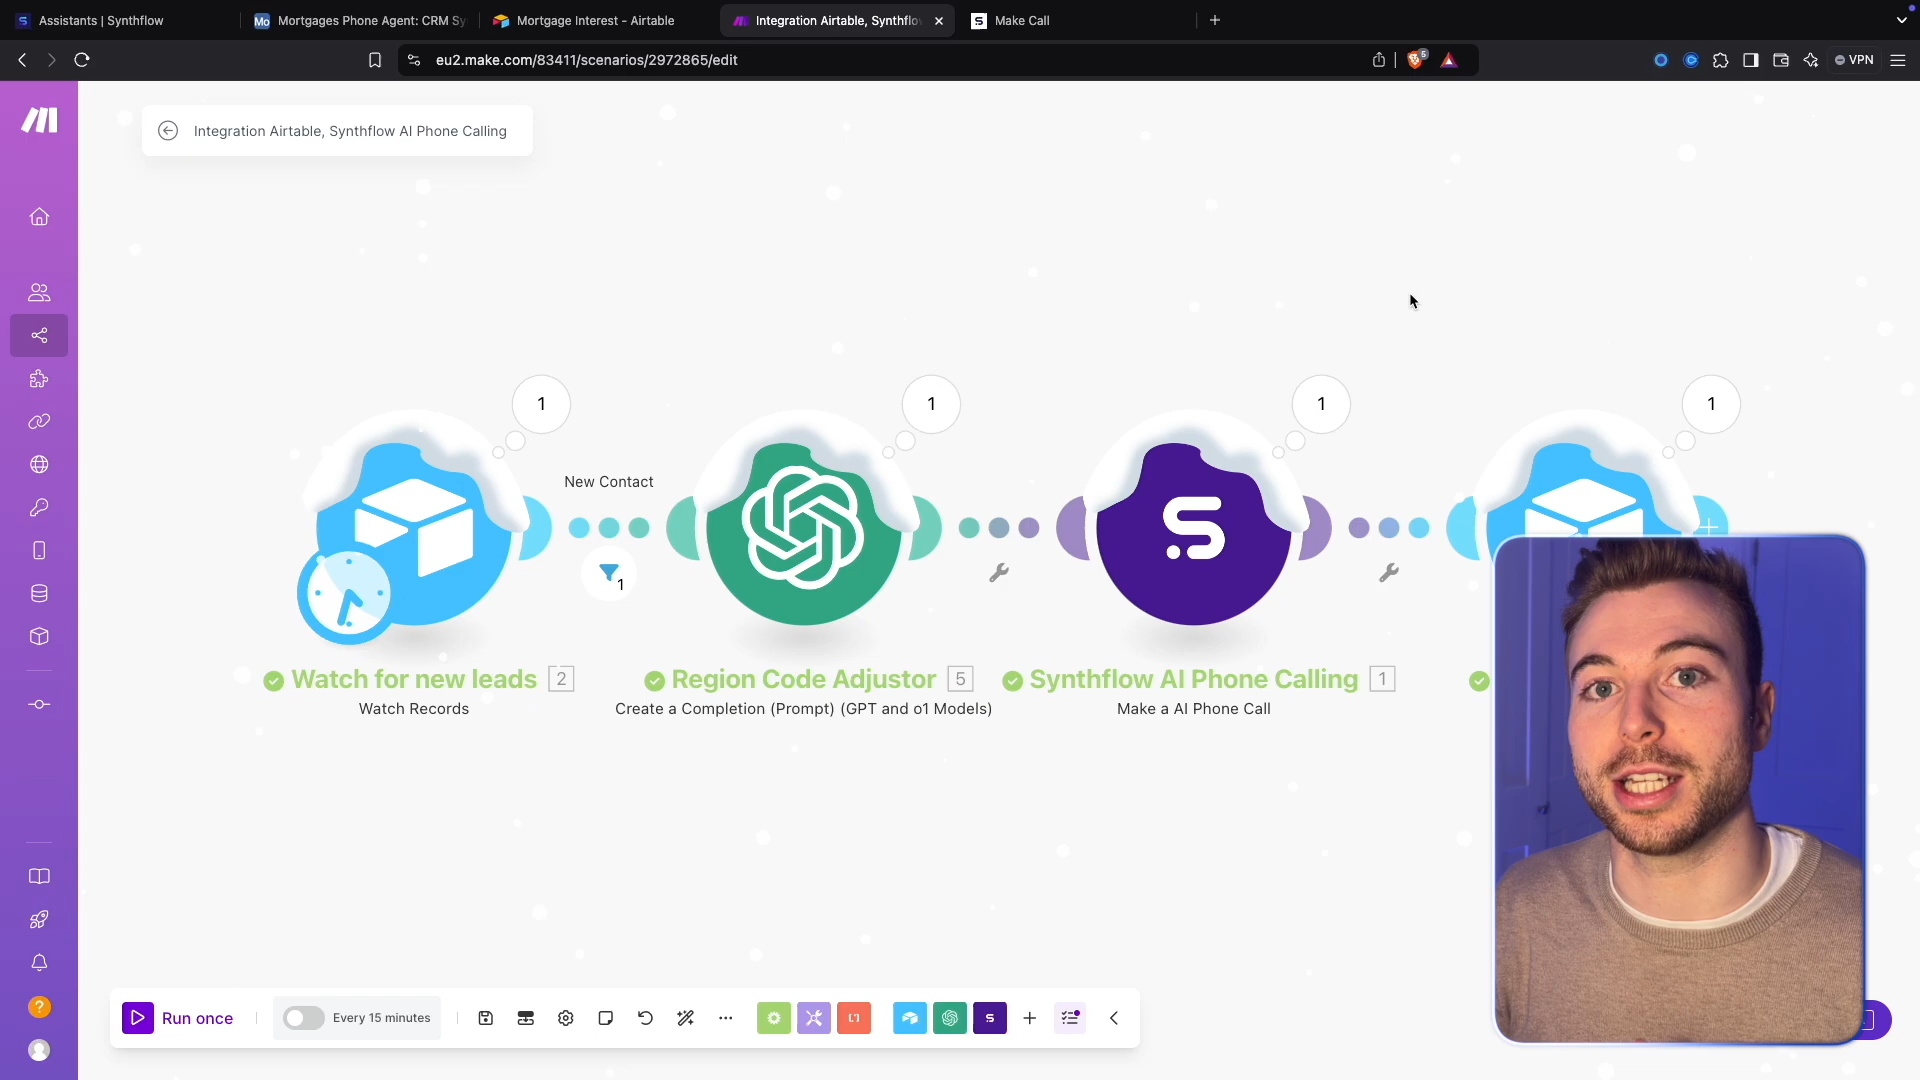 Assistants | Synthflow
Mo Mortgages Phone Agent: CRM Sy
Mortgage Interest - Airtable
Integration Airtable, Synthflo
Make Call
eu2.make.com/83411/scenarios/2972865/edit
5
VPN
Integration Airtable, Synthflow AI Phone Calling
1
1
1
1
New Contact
1
Watch for new leads 2
Watch Records
Region Code Adjustor 5
Create a Completion (Prompt) (GPT and o1 Models)
Synthflow AI Phone Calling 1
Make a AI Phone Call
Run once
Every 15 minutes